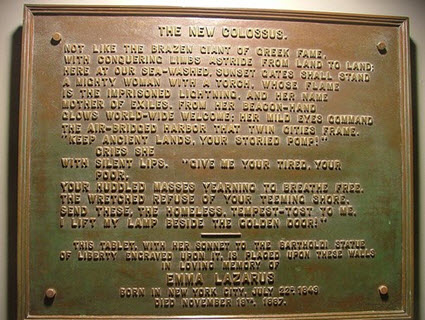 THE NEW COLOSSUS.
NOT LIKE THE BRAZEN GIANT OF GREEK FAME,
WITH CONQUERING LIMBS ASTRIDE FROM LAND TO LAND;
HERE AT OUR SEA-WASHED, SUNSET GATES SHALL STAND
A MIGHTY WOMAN WITH A TORCH, WHOSE FLAME
IS THE IMPRISONED LIGHTNING, AND HER NAME
MOTHER OF EXILES. FROM HER BEACON-HAND
GLOWS WORLD-WIDE WELCOME; HER MILD EYES COMMAND
THE AIR-BRIDGED HARBOR THAT TWIN CITIES FRAME.
"KEEP ANCIENT LANDS, YOUR STORIED POMP!"
CRIES SHE
WITH SILENT LIPS. "GIVE ME YOUR TIRED, YOUR
POOR,
YOUR HUDDLED MASSES YEARNING TO BREATHE FREE,
THE WRETCHED REFUSE OF YOUR TEEMING SHORE,
SEND THESE, THE HOMELESS, TEMPEST-TOST TO ME,
I LIFT MY LAMP BESIDE THE GOLDEN DOOR!"
THIS TABLET, WITH HER SONNET TO THE BARTHOLDI STATUE
OF LIBERTY ENGRAVED UPON IT, IS PLACED UPON THESE WALLS
IN LOVING MEMORY OF
EMMA LAZARUS
BORN IN NEW YORK CITY, JULY 22D, 1849
DIED NOVEMBER 19TH, 1887.